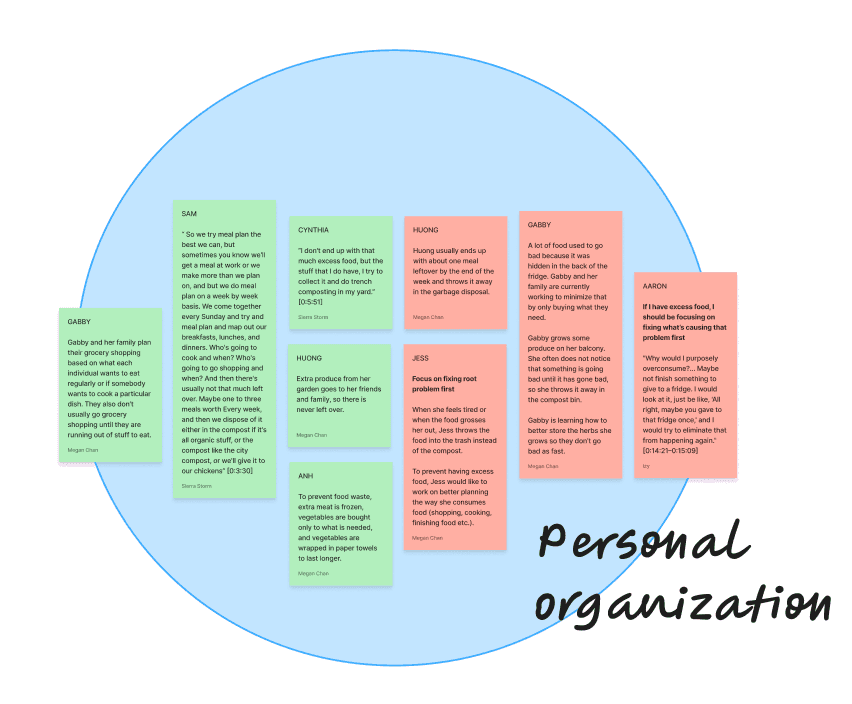 GABBY
Gabby and her family plan
their grocery shopping
based on what each
individual wants to eat
regularly or if somebody
wants to cook a particular
dish. They also don't
usually go grocery
shopping until they are
running out of stuff to eat.
Megan Chan
SAM
" So we try meal plan the
best we can, but
sometimes you know we'll
get a meal at work or we
make more than we plan
on, and but we do meal
plan on a week by week
basis. We come together
every Sunday and try and
meal plan and map out our
breakfasts, lunches, and
dinners. Who's going to
cook and when? Who's
going to go shopping and
when? And then there's
usually not that much left
over. Maybe one to three
meals worth Every week,
and then we dispose of it
either in the compost if it's
all organic stuff, or the
compost like the city
compost, or we'll give it to
our chickens" [0:3:30]
Sierra Storm
CYNTHIA
"I don't end up with that
much excess food, but the
stuff that I do have, I try to
collect it and do trench
composting in my yard."
[0:5:51]
Sierra Storm
HUONG
Extra produce from her
garden goes to her friends
and family, so there is
never left over.
Megan Chan
ANH
To prevent food waste,
extra meat is frozen,
vegetables are bought
only to what is needed,
and vegetables are
wrapped in paper towels
to last longer.
Megan Chan
HUONG
Huong usually ends up
with about one meal
leftover by the end of the
week and throws it away
in the garbage disposal.
Megan Chan
JESS
Focus on fixing root
problem first
When she feels tired or
when the food grosses
her out, Jess throws the
food into the trash instead
of the compost.
To prevent having excess
food, Jess would like to
work on better planning
the way she consumes
food (shopping, cooking,
finishing food etc.).
Megan Chan
GABBY
A lot of food used to go
bad because it was
hidden in the back of the
fridge. Gabby and her
family are currently
working to minimize that
by only buying what they
need.
Gabby grows some
produce on her balcony.
She often does not notice
that something is going
bad until it has gone bad,
so she throws it away in
the compost bin.
Gabby is learning how to
better store the herbs she
grows so they don't go
bad as fast.
Megan Chan
AARON
If I have excess food, I
should be focusing on
fixing what's causing that
problem first
"Why would I purposely
overconsume?... Maybe
not finish something to
give to a fridge. I would
look at it, just be like, 'All
right, maybe you gave to
that fridge once,' and I
would try to eliminate that
from happening again."
[0:14:21-0:15:09]
Izy
Personal
organization